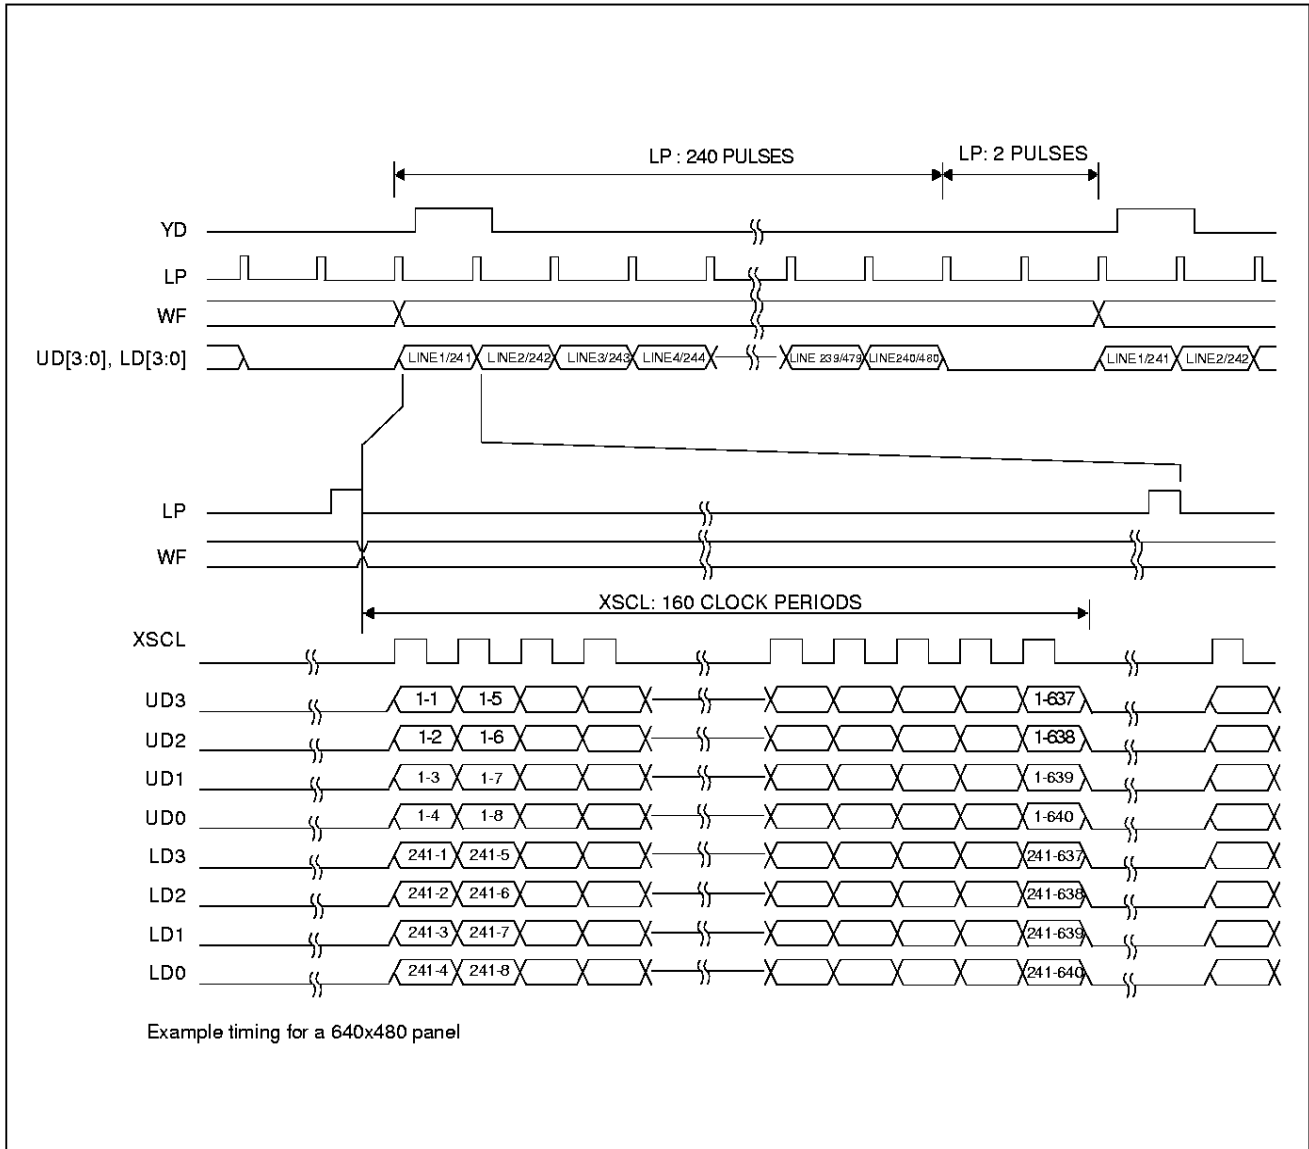 LP : 240 PULSES
LP: 2 PULSES
YD
LP
WF
UD[3:0], LD[3:0]
LINE1/241 LINE2/242 LINE3/243 LINE4/244 LINE 239/479 LINE240/480 LINE1/241 LINE2/242
LP
WF
XSCL: 160 CLOCK PERIODS
XSCL
UD3 1-1 1-5 1-637
UD2 1-2 1-6 1-638
UD1 1-3 1-7 1-639
UD0 1-4 1-8 1-640
LD3 241-1 241-5 241-637
LD2 241-2 241-6 241-638
LD1 241-3 241-7 241-639
LD0 241-4 241-8 241-640
Example timing for a 640x480 panel